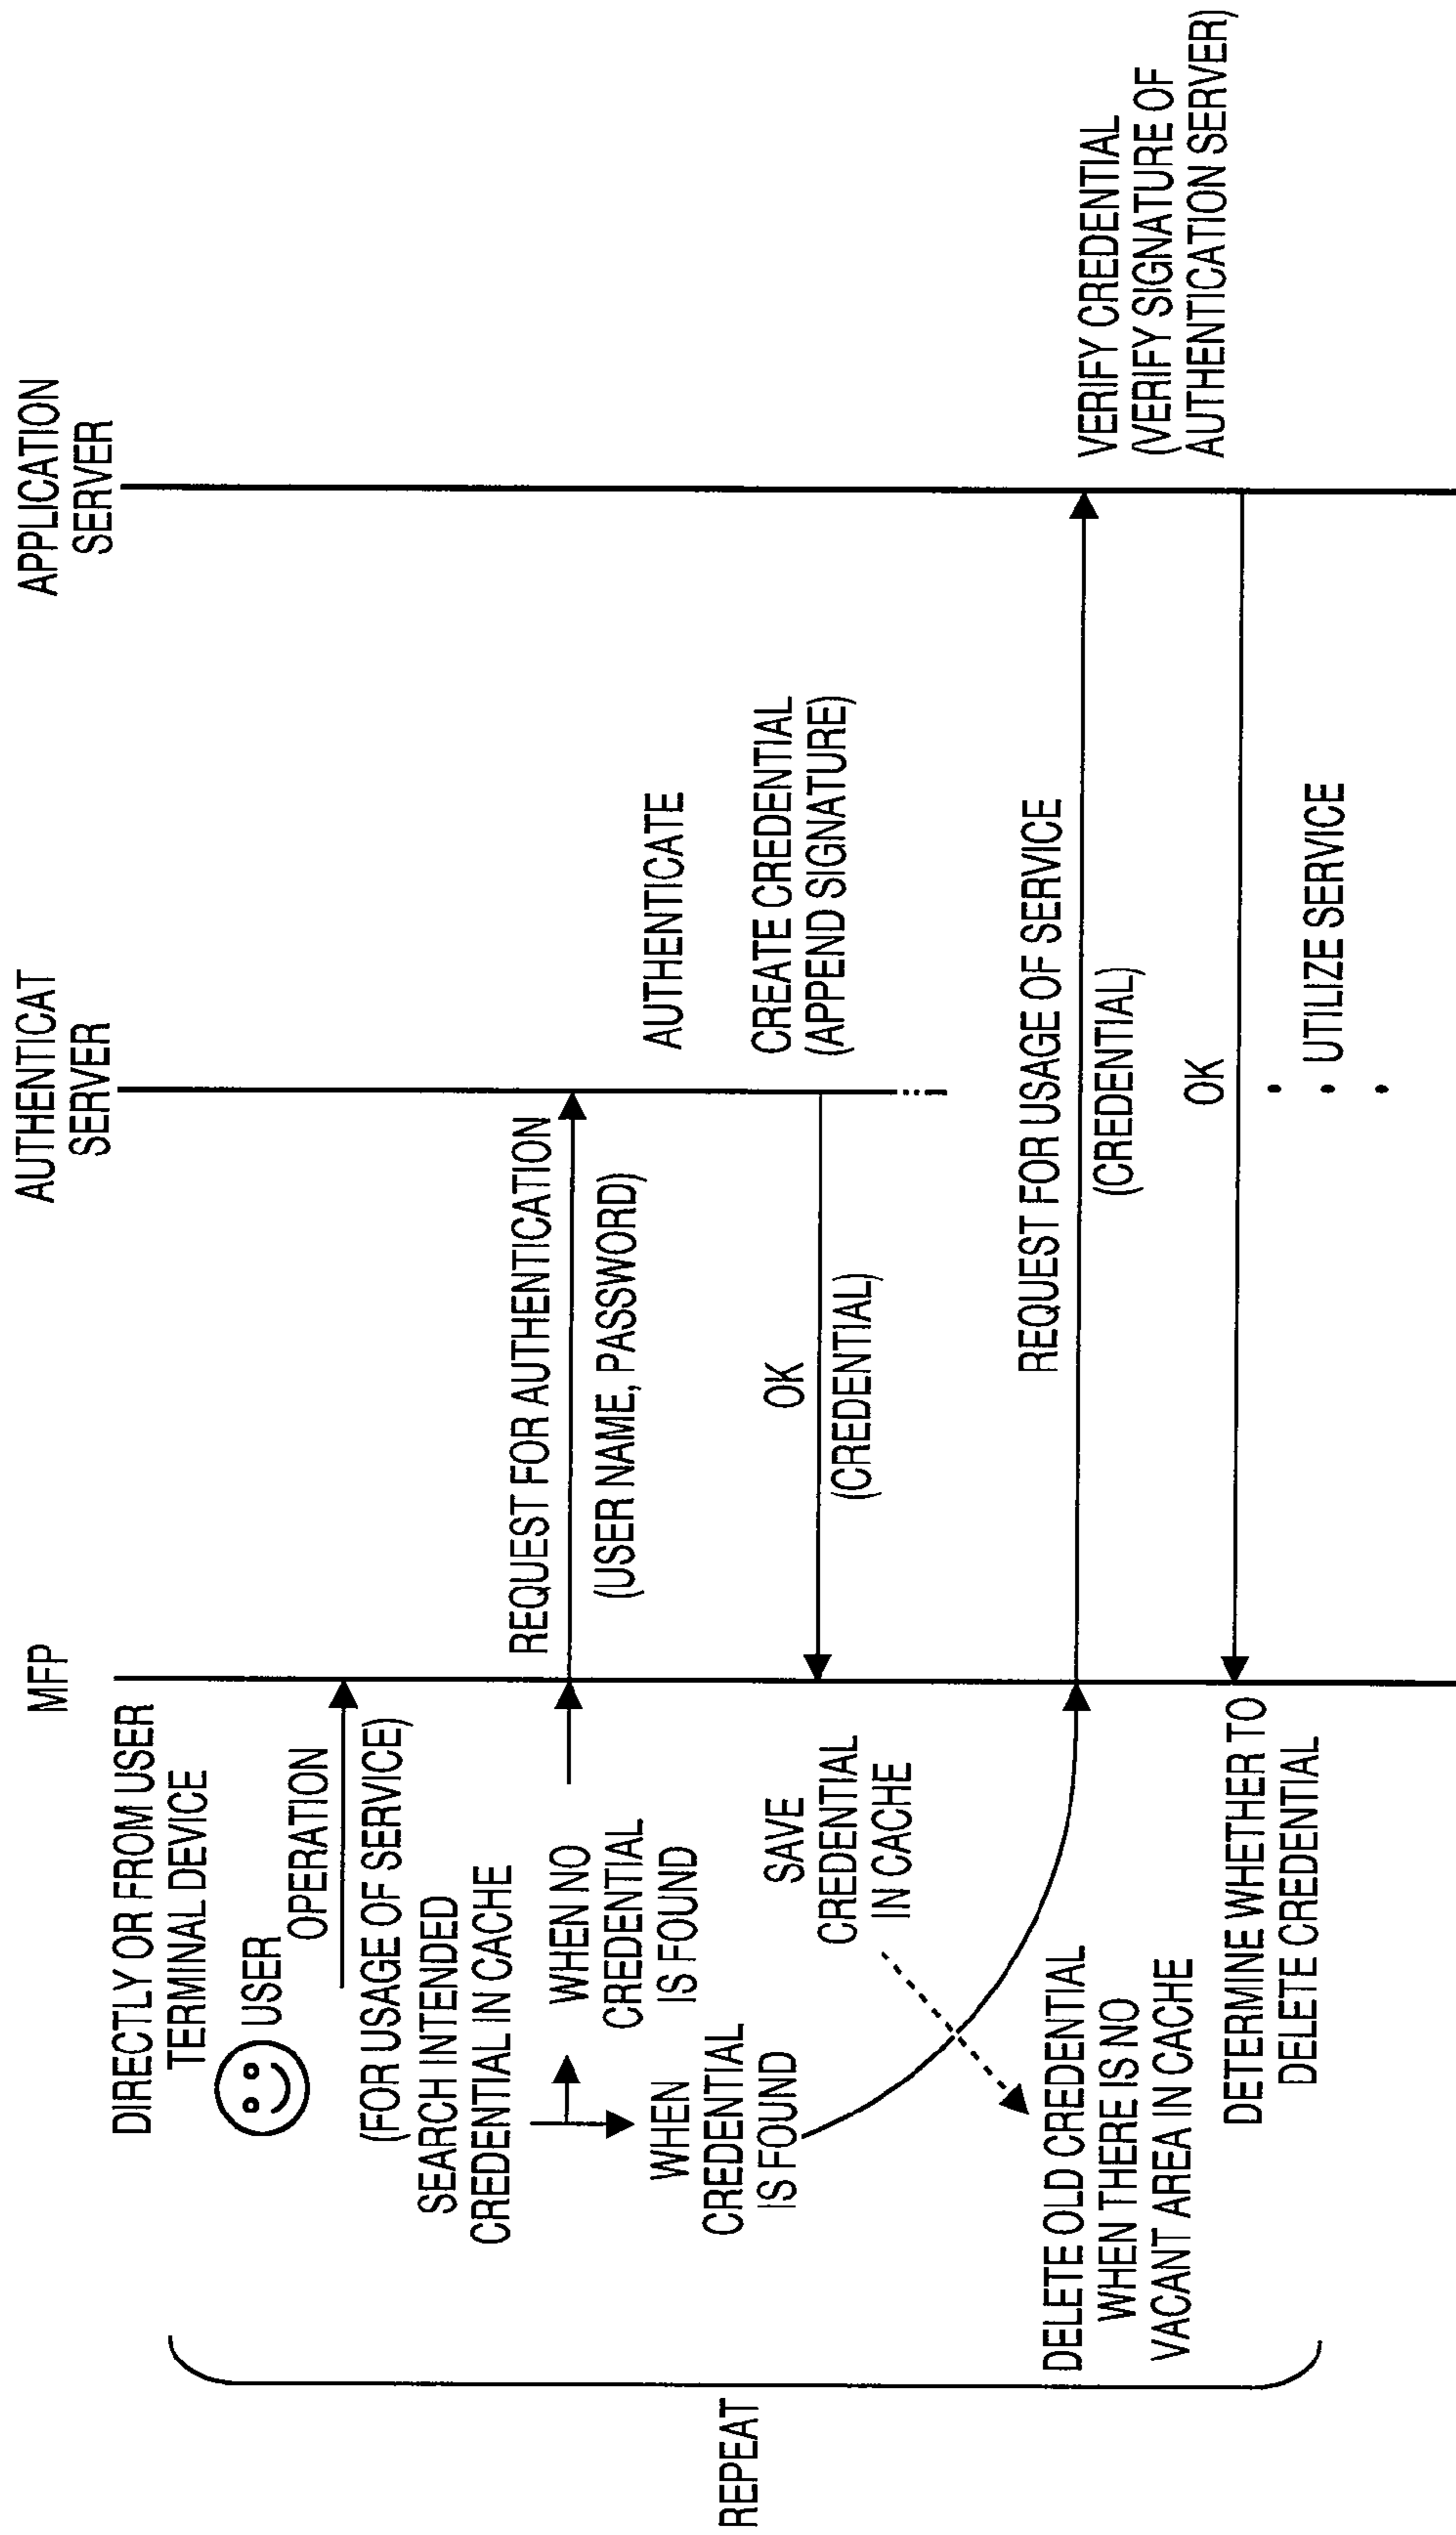 MFP
AUTHENTICAT
SERVER
APPLICATION
SERVER
DIRECTLY OR FROM USER
TERMINAL DEVICE
USER
OPERATION
(FOR USAGE OF SERVICE)
SEARCH INTENDED
CREDENTIAL IN CACHE
WHEN NO
CREDENTIAL
IS FOUND
REQUEST FOR AUTHENTICATION
(USER NAME, PASSWORD)
AUTHENTICATE
WHEN
CREDENTIAL
IS FOUND
CREATE CREDENTIAL
(APPEND SIGNATURE)
OK
(CREDENTIAL)
SAVE
CREDENTIAL
IN CACHE
REPEAT
DELETE OLD CREDENTIAL
WHEN THERE IS NO
VACANT AREA IN CACHE
REQUEST FOR USAGE OF SERVICE
(CREDENTIAL)
VERIFY CREDENTIAL
(VERIFY SIGNATURE OF
AUTHENTICATION SERVER)
OK
DETERMINE WHETHER TO
DELETE CREDENTIAL
UTILIZE SERVICE